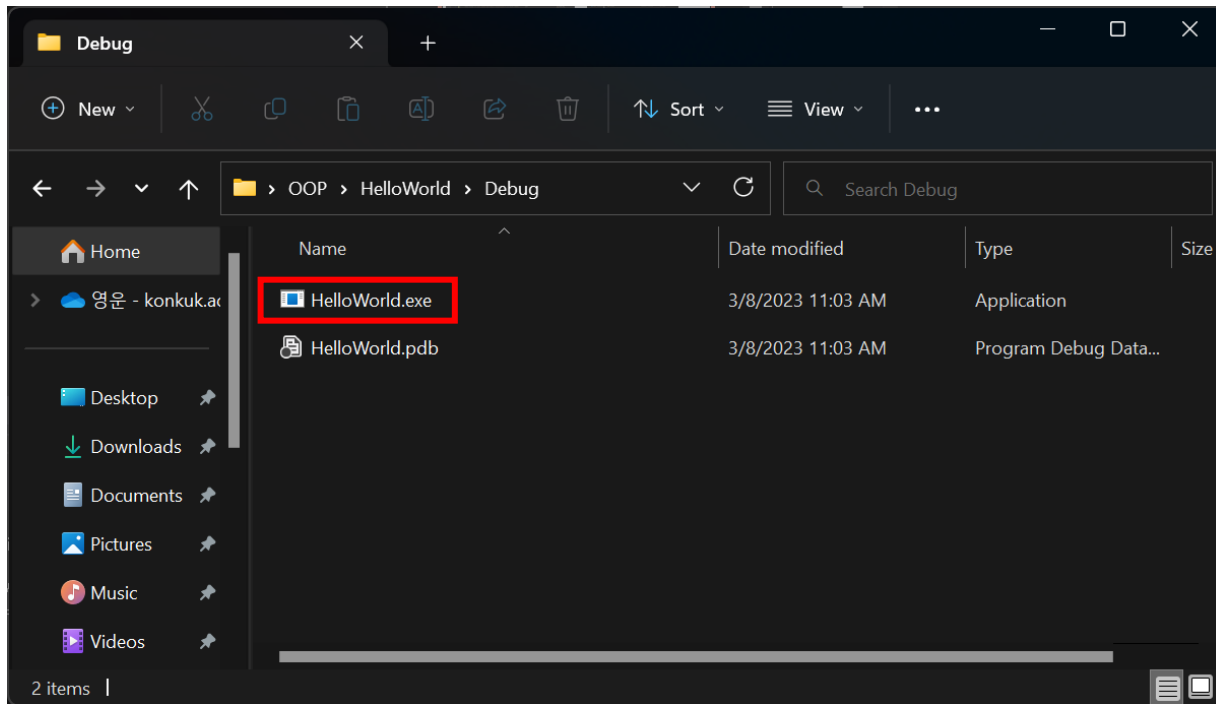 Debug
New
Sort
View
OOP > HelloWorld > Debug
Search Debug
Home
영운 - konkuk.ac
Desktop
Downloads
Documents
Pictures
Music
Videos
Name Date modified Type Size
HelloWorld.exe 3/8/2023 11:03 AM Application
HelloWorld.pdb 3/8/2023 11:03 AM Program Debug Data...
2 items